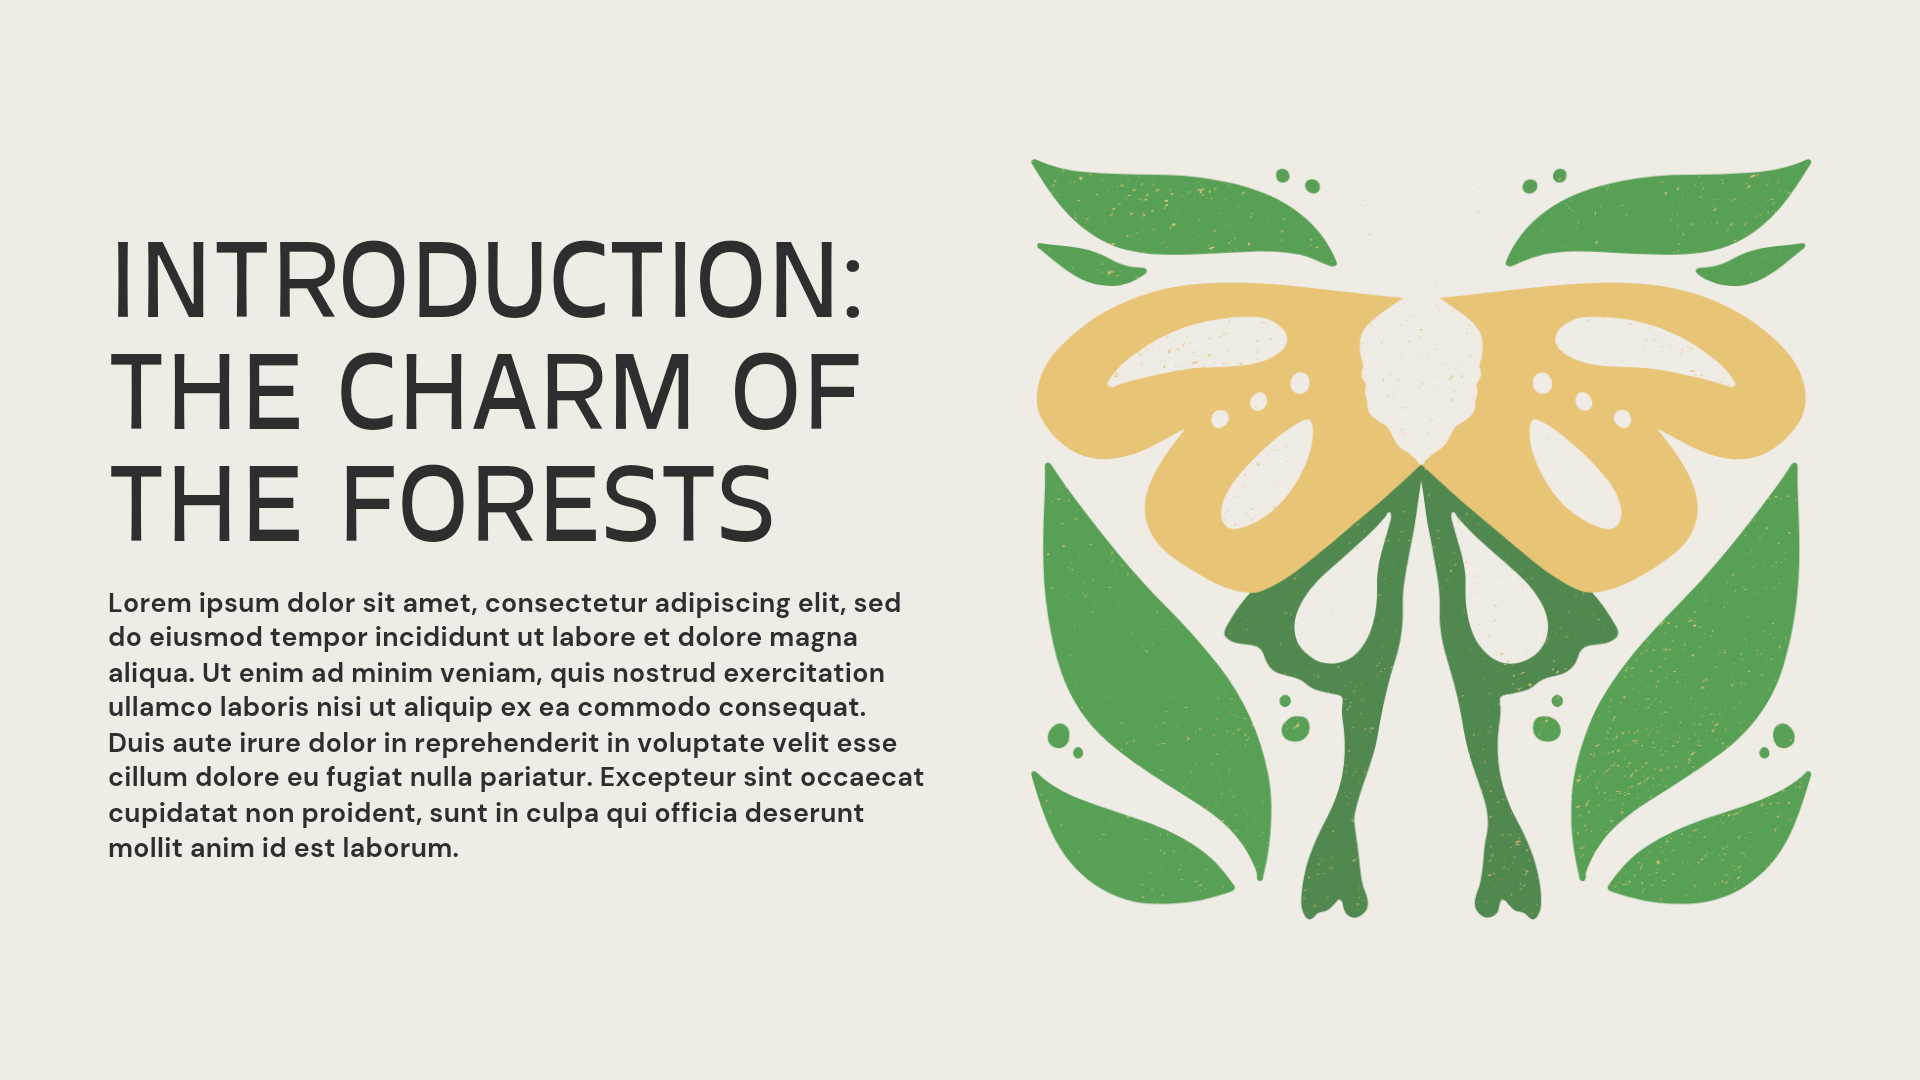 INTRODUCTION:
THE CHARM OF
THE FORESTS
Lorem ipsum dolor sit amet, consectetur adipiscing elit, sed
do eiusmod tempor incididunt ut labore et dolore magna
aliqua. Ut enim ad minim veniam, quis nostrud exercitation
ullamco laboris nisi ut aliquip ex ea commodo consequat.
Duis aute irure dolor in reprehenderit in voluptate velit esse
cillum dolore eu fugiat nulla pariatur. Excepteur sint occaecat
cupidatat non proident, sunt in culpa qui officia deserunt
mollit anim id est laborum.